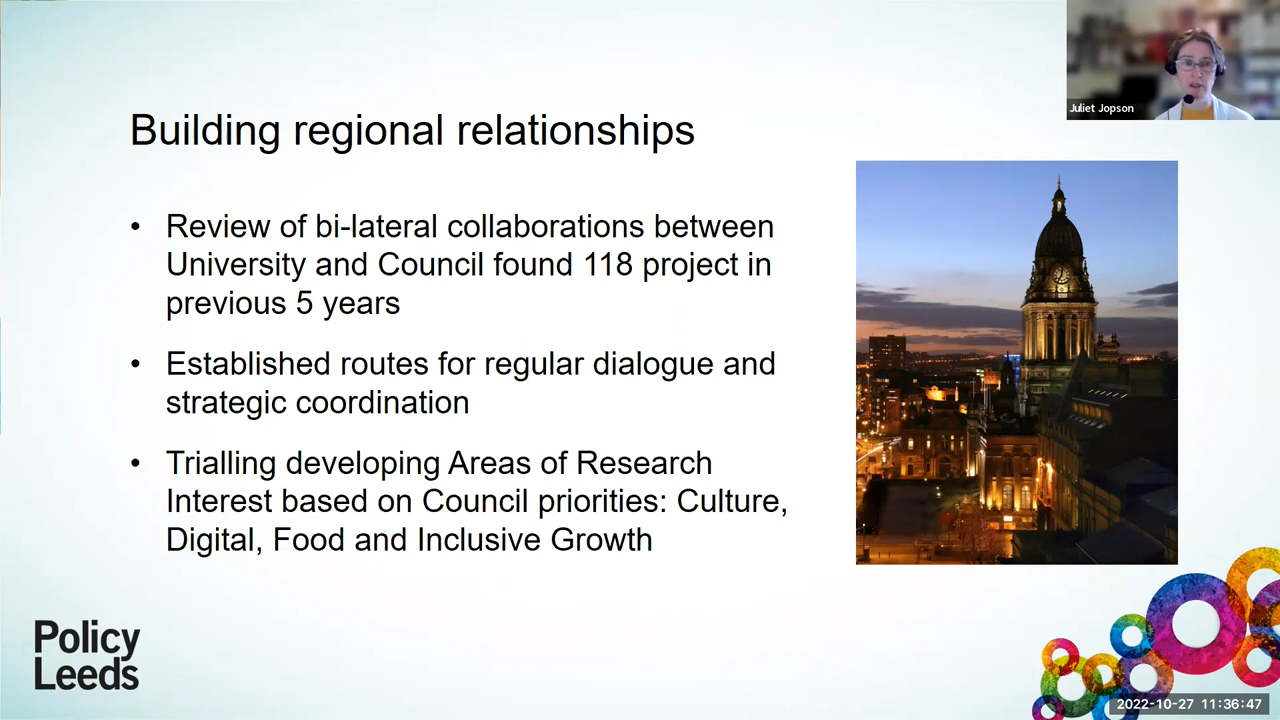 Juliet Jopson
Building regional relationships
• Review of bi-lateral collaborations between
University and Council found 118 project in
previous 5 years
• Established routes for regular dialogue and
strategic coordination
• Trialling developing Areas of Research
Interest based on Council priorities: Culture,
Digital, Food and Inclusive Growth
Policy
Leeds
2022-10-27 11:36:47